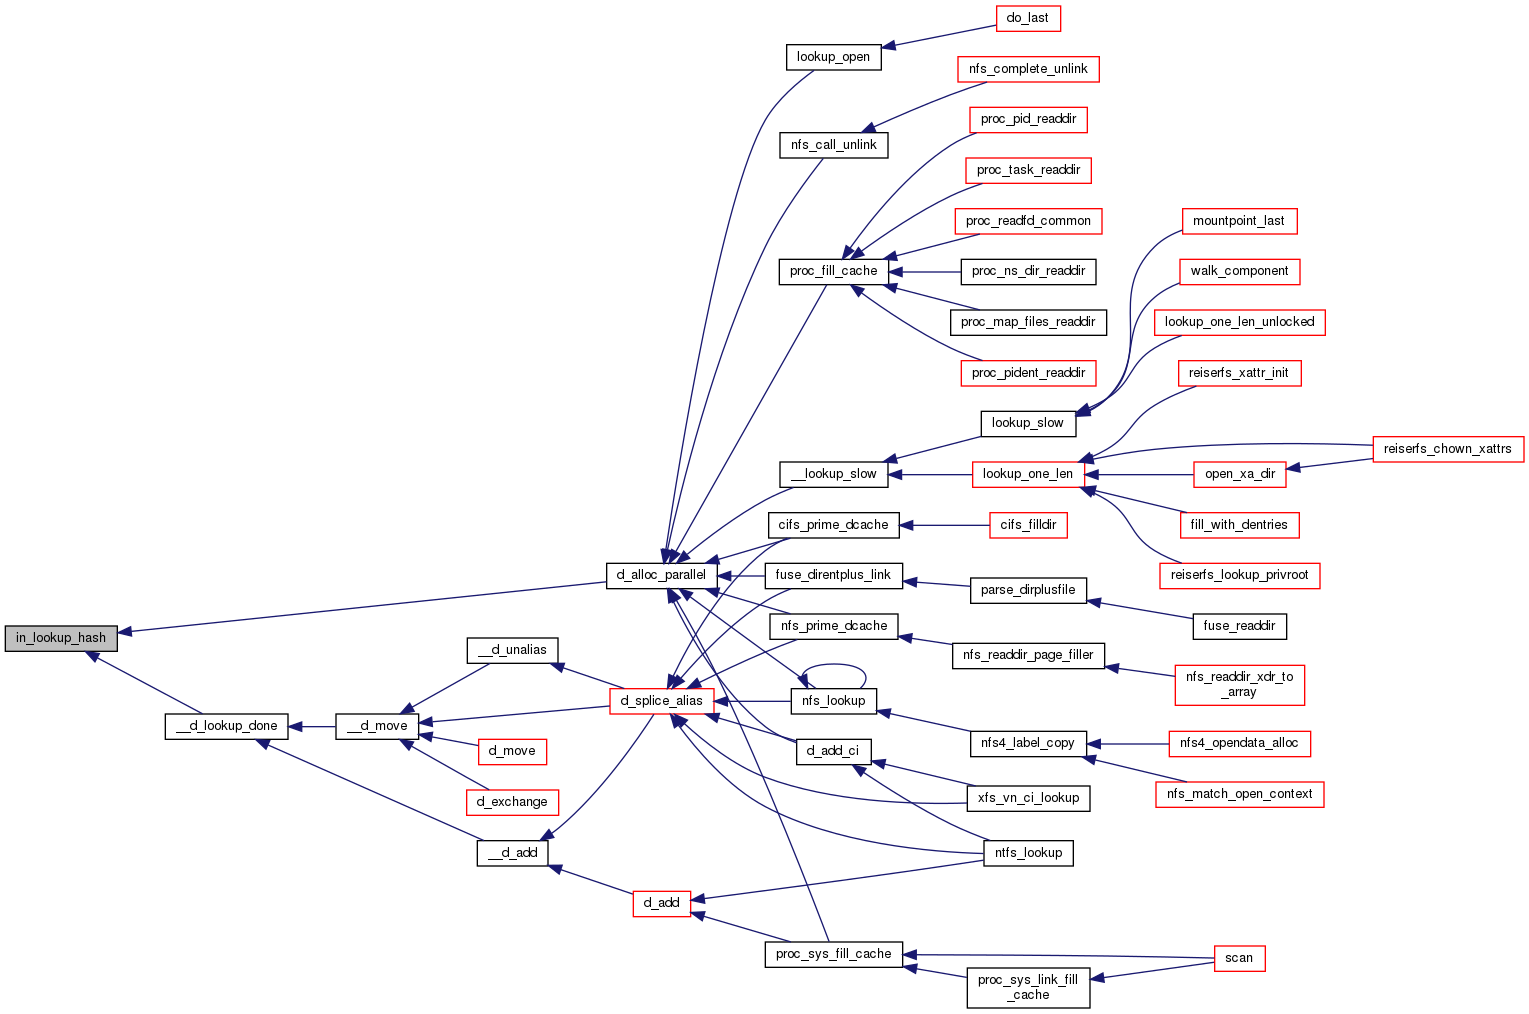 do_last
lookup_open
nfs_complete_unlink
proc_pid_readdir
nfs_call_unlink
proc_task_readdir
proc_readfd_common
mountpoint_last
proc_fill_cache
proc_ns_dir_readdir
walk_component
proc_map_files_readdir
lookup_one_len_unlocked
proc_pident_readdir
reiserfs_xattr_init
lookup_slow
reiserfs_chown_xattrs
__lookup_slow
lookup_one_len
open_xa_dir
cifs_prime_dcache
cifs_filldir
fill_with_dentries
d_alloc_parallel
fuse_direntplus_link
reiserfs_lookup_privroot
parse_dirplusfile
nfs_prime_dcache
fuse_readdir
in_lookup_hash
__d_unalias
nfs_readdir_page_filler
nfs_readdir_xdr_to
_array
d_splice_alias
nfs_lookup
__d_lookup_done
__d_move
nfs4_label_copy
nfs4_opendata_alloc
d_move
d_add_ci
nfs_match_open_context
d_exchange
xfs_vn_ci_lookup
__d_add
ntfs_lookup
d_add
proc_sys_fill_cache
scan
proc_sys_link_fill
_cache